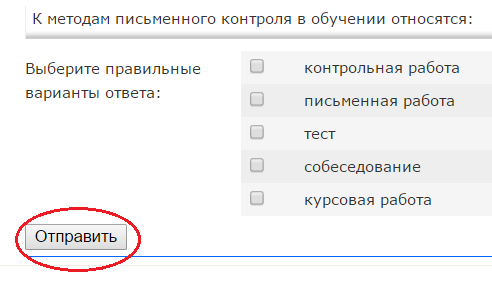 К методам письменного контроля в обучении относятся:
Выберите правильные
варианты ответа:
контрольная работа
письменная работа
тест
собеседование
курсовая работа
Отправить